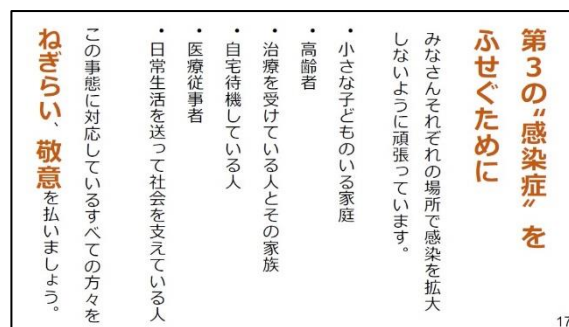 第3の“感染症”を
ふせぐために
みなさんそれぞれの場所で感染を拡大
しないように頑張っています。
・小さな子どものいる家庭
・高齢者
・治療を受けている人とその家族
・自宅待機している人
・医療従事者
・日常生活を送って社会を支えている人
この事態に対応しているすべての方々を
ねぎらい、敬意を払いましょう。
17